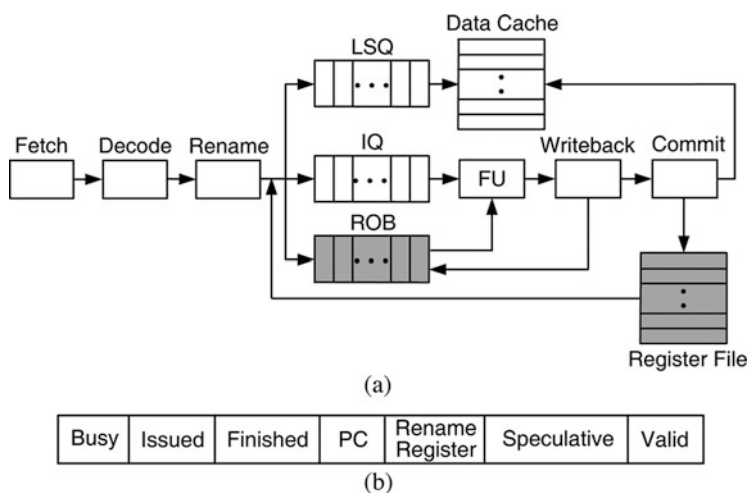 LSQ
Data Cache
Fetch
Decode
Rename
IQ
FU
Writeback
Commit
ROB
Register File
(a)
Busy
Issued
Finished
PC
Rename
Register
Speculative
Valid
(b)